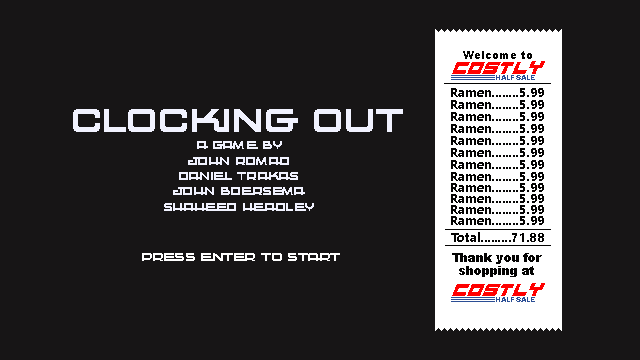 CLOCKING OUT
A GAME BY
JOHN ROMAO
DANIEL TRAKAS
JOHN BOERSEMA
SHAHEED HEADLEY
PRESS ENTER TO START
Welcome to
COSTLY
HALF SALE
Ramen........5.99
Ramen........5.99
Ramen........5.99
Ramen........5.99
Ramen........5.99
Ramen........5.99
Ramen........5.99
Ramen........5.99
Ramen........5.99
Ramen........5.99
Ramen........5.99
Ramen........5.99
Total.........71.88
Thank you for
shopping at
COSTLY
HALF SALE